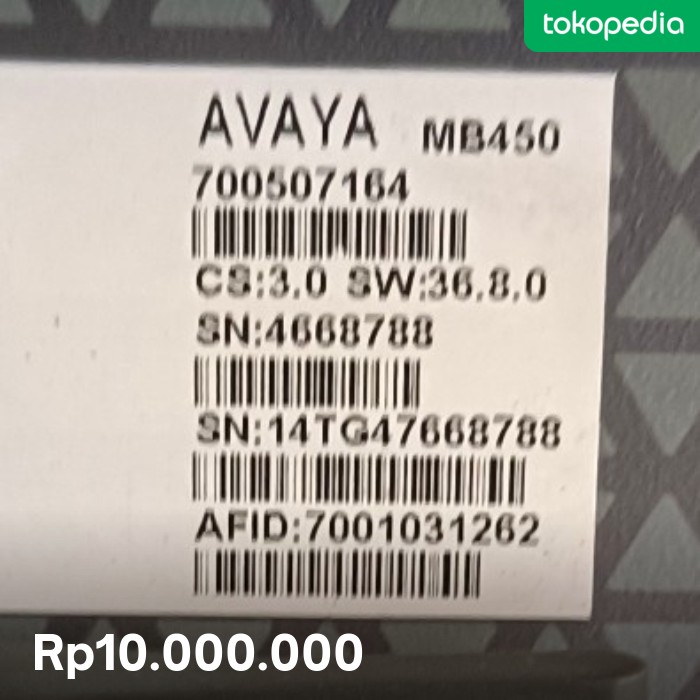 tokopedia
AVAYA MB450
700507164
CS:3.0 SW:36.8.0
SN:4668788
SN:14TG47668788
AFID:7001031262
Rp10.000.000